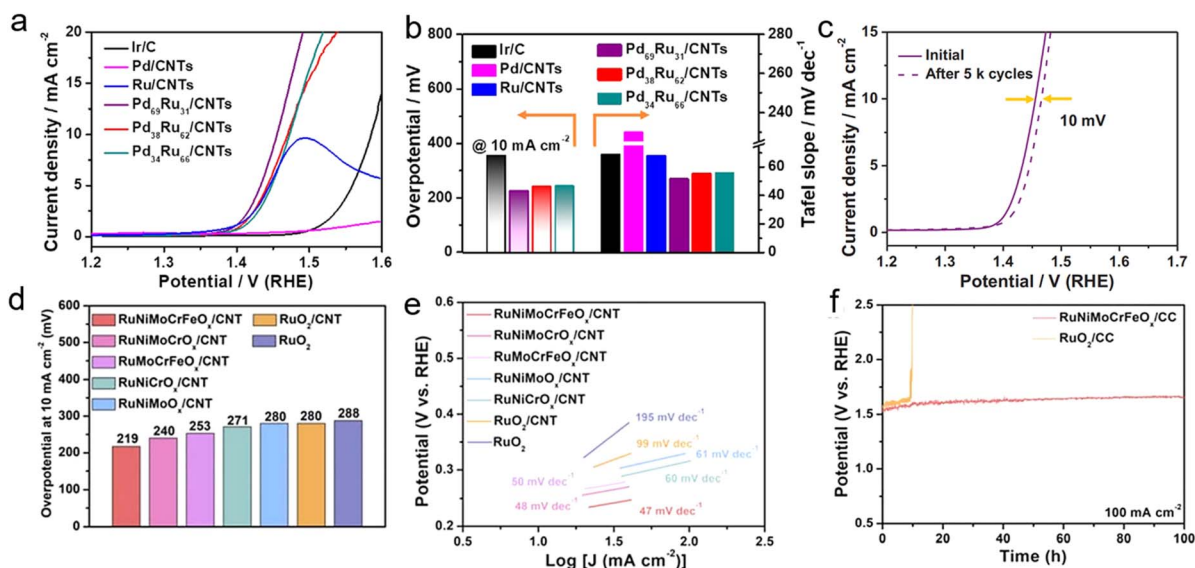 a
20
15
10
5
0
1.2
1.3
1.4
1.5
1.6
Current density / mA cm⁻²
Potential / V (RHE)
Ir/C
Pd/CNTs
Ru/CNTs
Pd₆₉Ru₃₁/CNTs
Pd₃₈Ru₆₂/CNTs
Pd₃₄Ru₆₆/CNTs
b
800
600
400
200
0
Overpotential / mV
Ir/C
Pd/CNTs
Ru/CNTs
Pd₆₉Ru₃₁/CNTs
Pd₃₈Ru₆₂/CNTs
Pd₃₄Ru₆₆/CNTs
@ 10 mA cm⁻²
280
260
240
60
40
20
0
Tafel slope / mV dec⁻¹
c
15
10
5
0
1.2
1.3
1.4
1.5
1.6
1.7
Current density / mA cm⁻²
Potential / V (RHE)
Initial
After 5 k cycles
10 mV
d
600
500
400
300
200
100
0
Overpotential at 10 mA cm⁻² (mV)
RuNiMoCrFeOₓ/CNT
RuNiMoCrOₓ/CNT
RuMoCrFeOₓ/CNT
RuNiCrOₓ/CNT
RuNiMoOₓ/CNT
RuO₂/CNT
RuO₂
219
240
253
271
280
280
288
e
0.6
0.5
0.4
0.3
0.2
0.5
1.0
1.5
2.0
2.5
Potential (V vs. RHE)
Log [J (mA cm⁻²)]
RuNiMoCrFeOₓ/CNT
RuNiMoCrOₓ/CNT
RuMoCrFeOₓ/CNT
RuNiMoOₓ/CNT
RuNiCrOₓ/CNT
RuO₂/CNT
RuO₂
195 mV dec⁻¹
99 mV dec⁻¹
61 mV dec⁻¹
60 mV dec⁻¹
50 mV dec⁻¹
48 mV dec⁻¹
47 mV dec⁻¹
f
2.5
2.0
1.5
1.0
0.5
0
20
40
60
80
100
Potential (V vs. RHE)
Time (h)
RuNiMoCrFeOₓ/CC
RuO₂/CC
100 mA cm⁻²